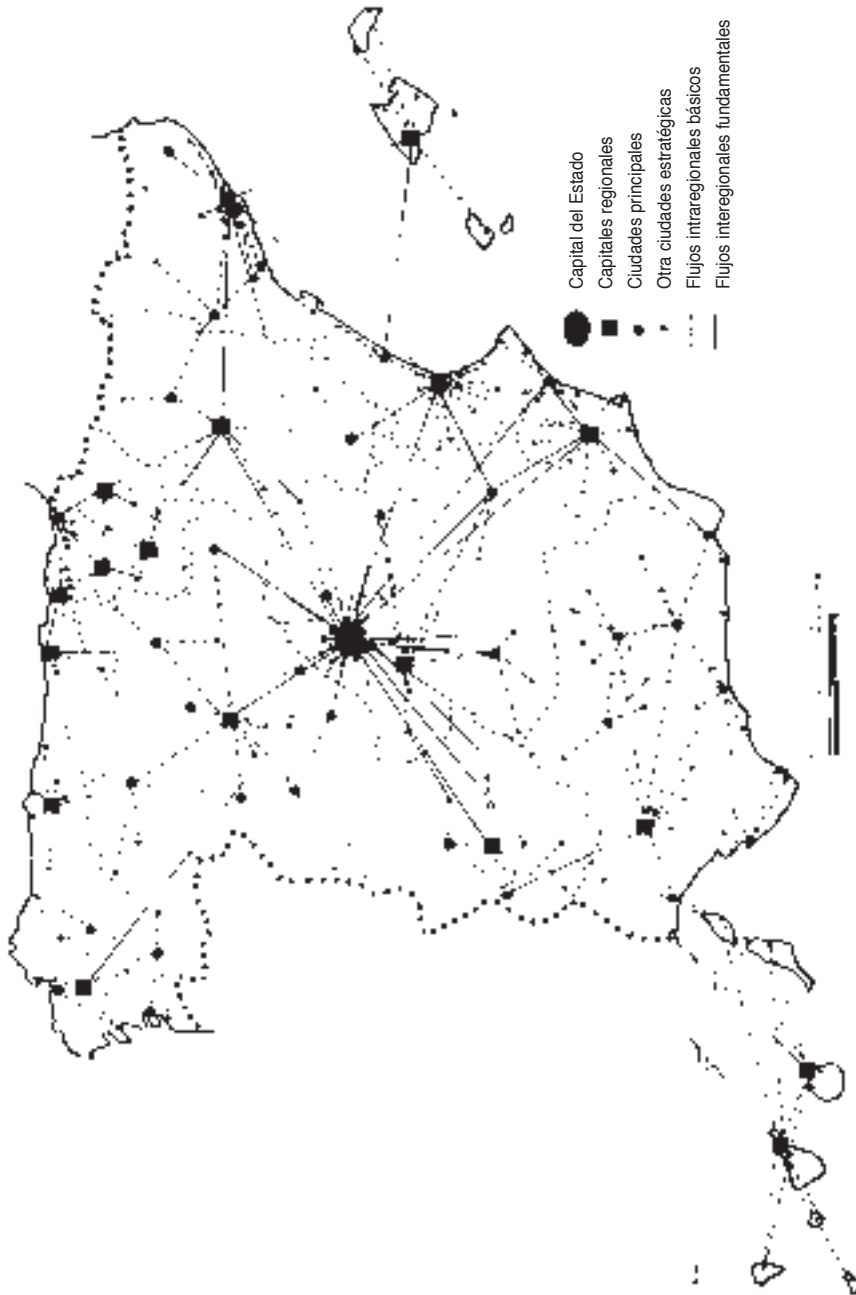 Capital del Estado
Capitales regionales
Ciudades principales
Otra ciudades estratégicas
Flujos intraregionales básicos
Flujos interegionales fundamentales